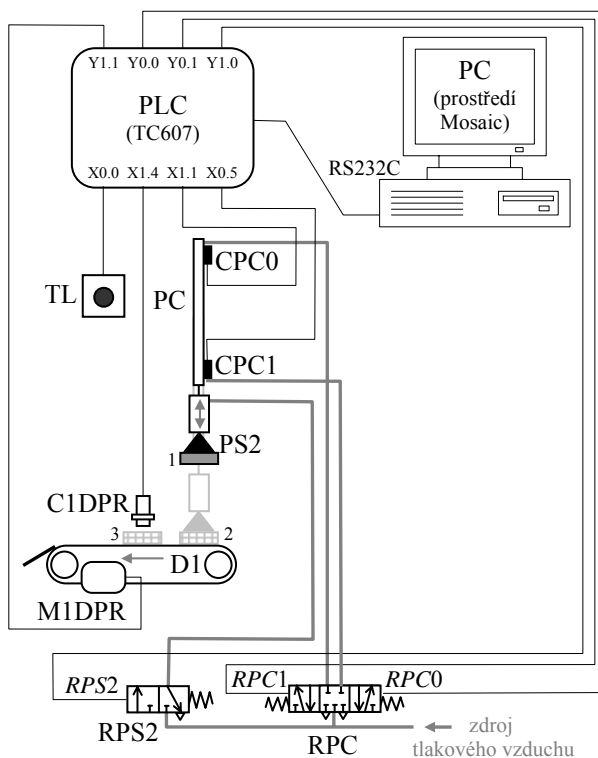 Y1.1 Y0.0 Y0.1 Y1.0
PLC
(TC607)
X0.0 X1.4 X1.1 X0.5
PC
(prostředí
Mosaic)
RS232C
TL
CPC0
PC
CPC1
PS2
1
C1DPR
3
2
D1
M1DPR
RPS2
RPC1
RPC0
RPS2
RPC
zdroj
tlakového vzduchu